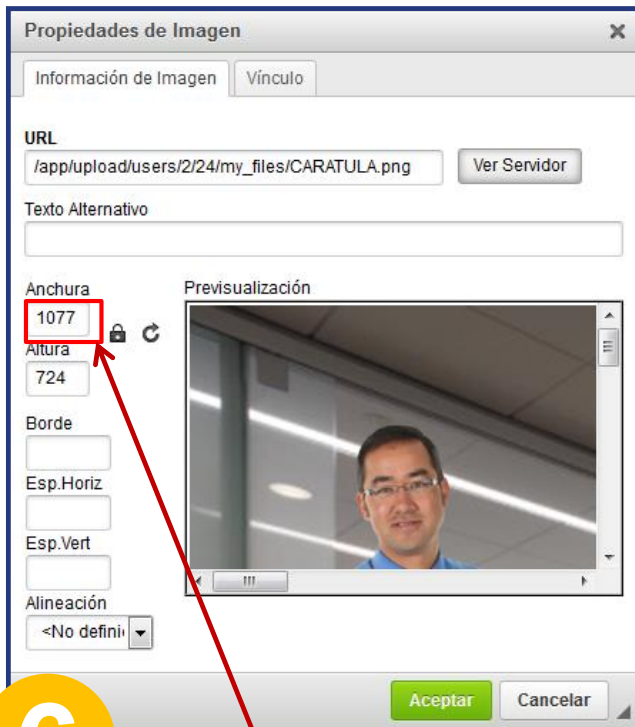 Propiedades de Imagen
Información de Imagen
Vínculo
URL
/app/upload/users/2/24/my_files/CARATULA.png
Ver Servidor
Texto Alternativo
Anchura
Previsualización
1077
Altura
724
Borde
Esp.Horiz
Esp.Vert
Alineación
<No defini
Aceptar
Cancelar
6